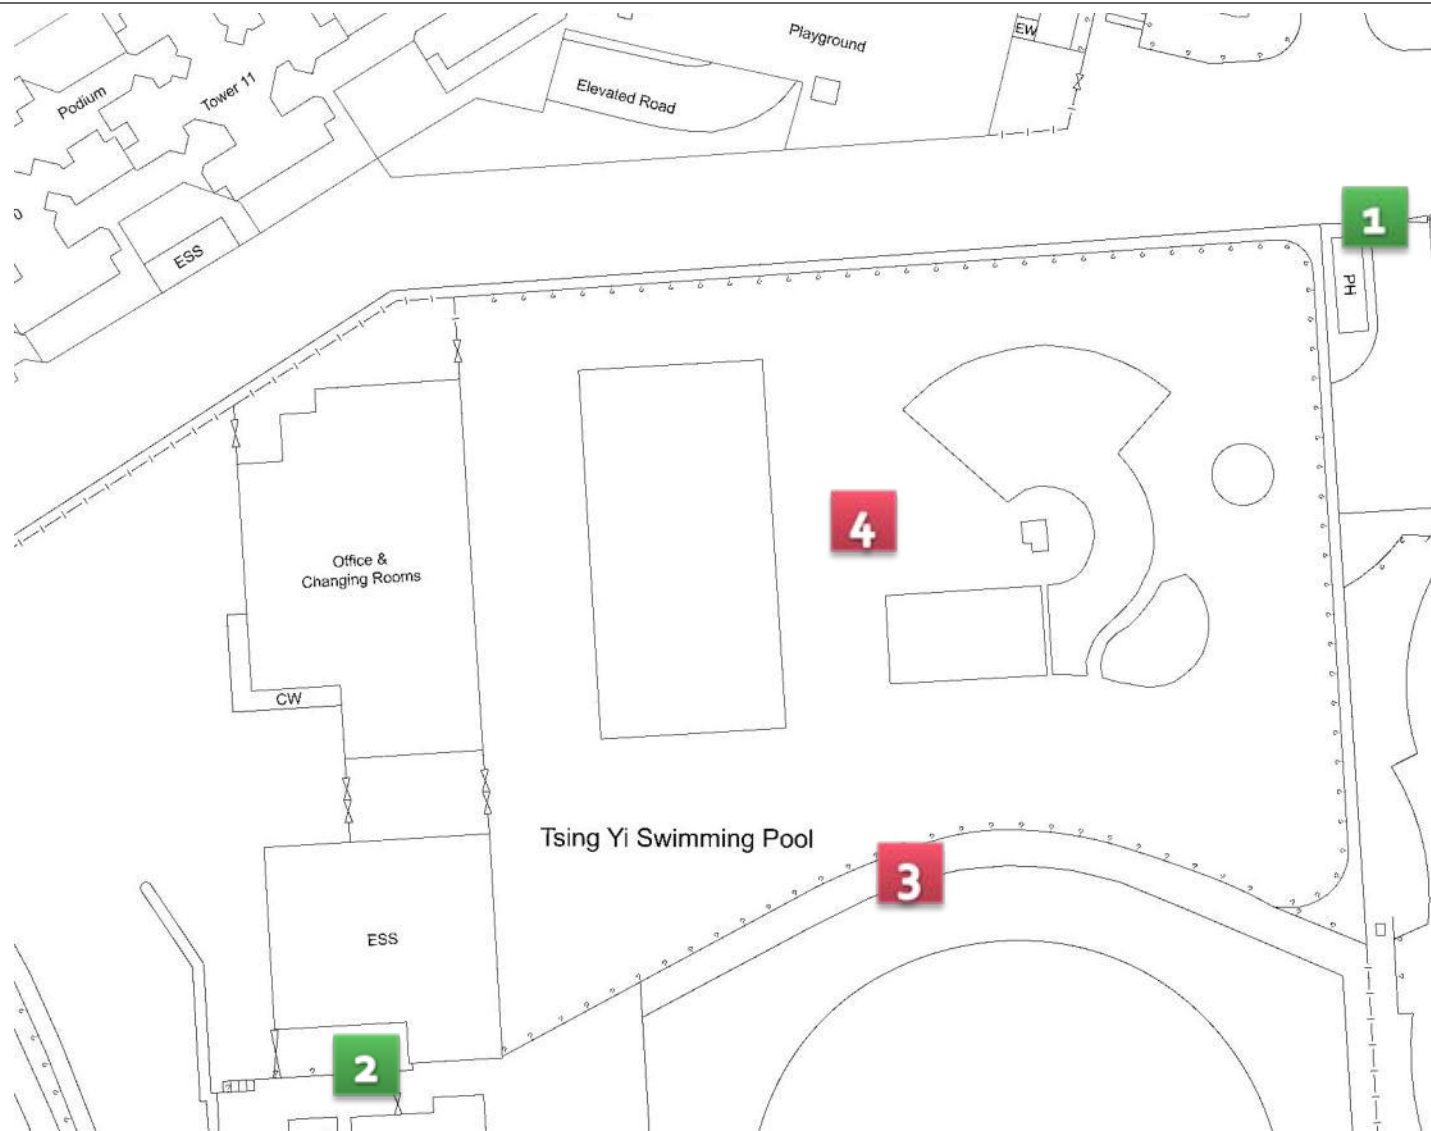 Playground
EW
Elevated Road
Tower 11
Podium
1
ESS
PH
4
Office &
Changing Rooms
CW
Tsing Yi Swimming Pool
3
ESS
2